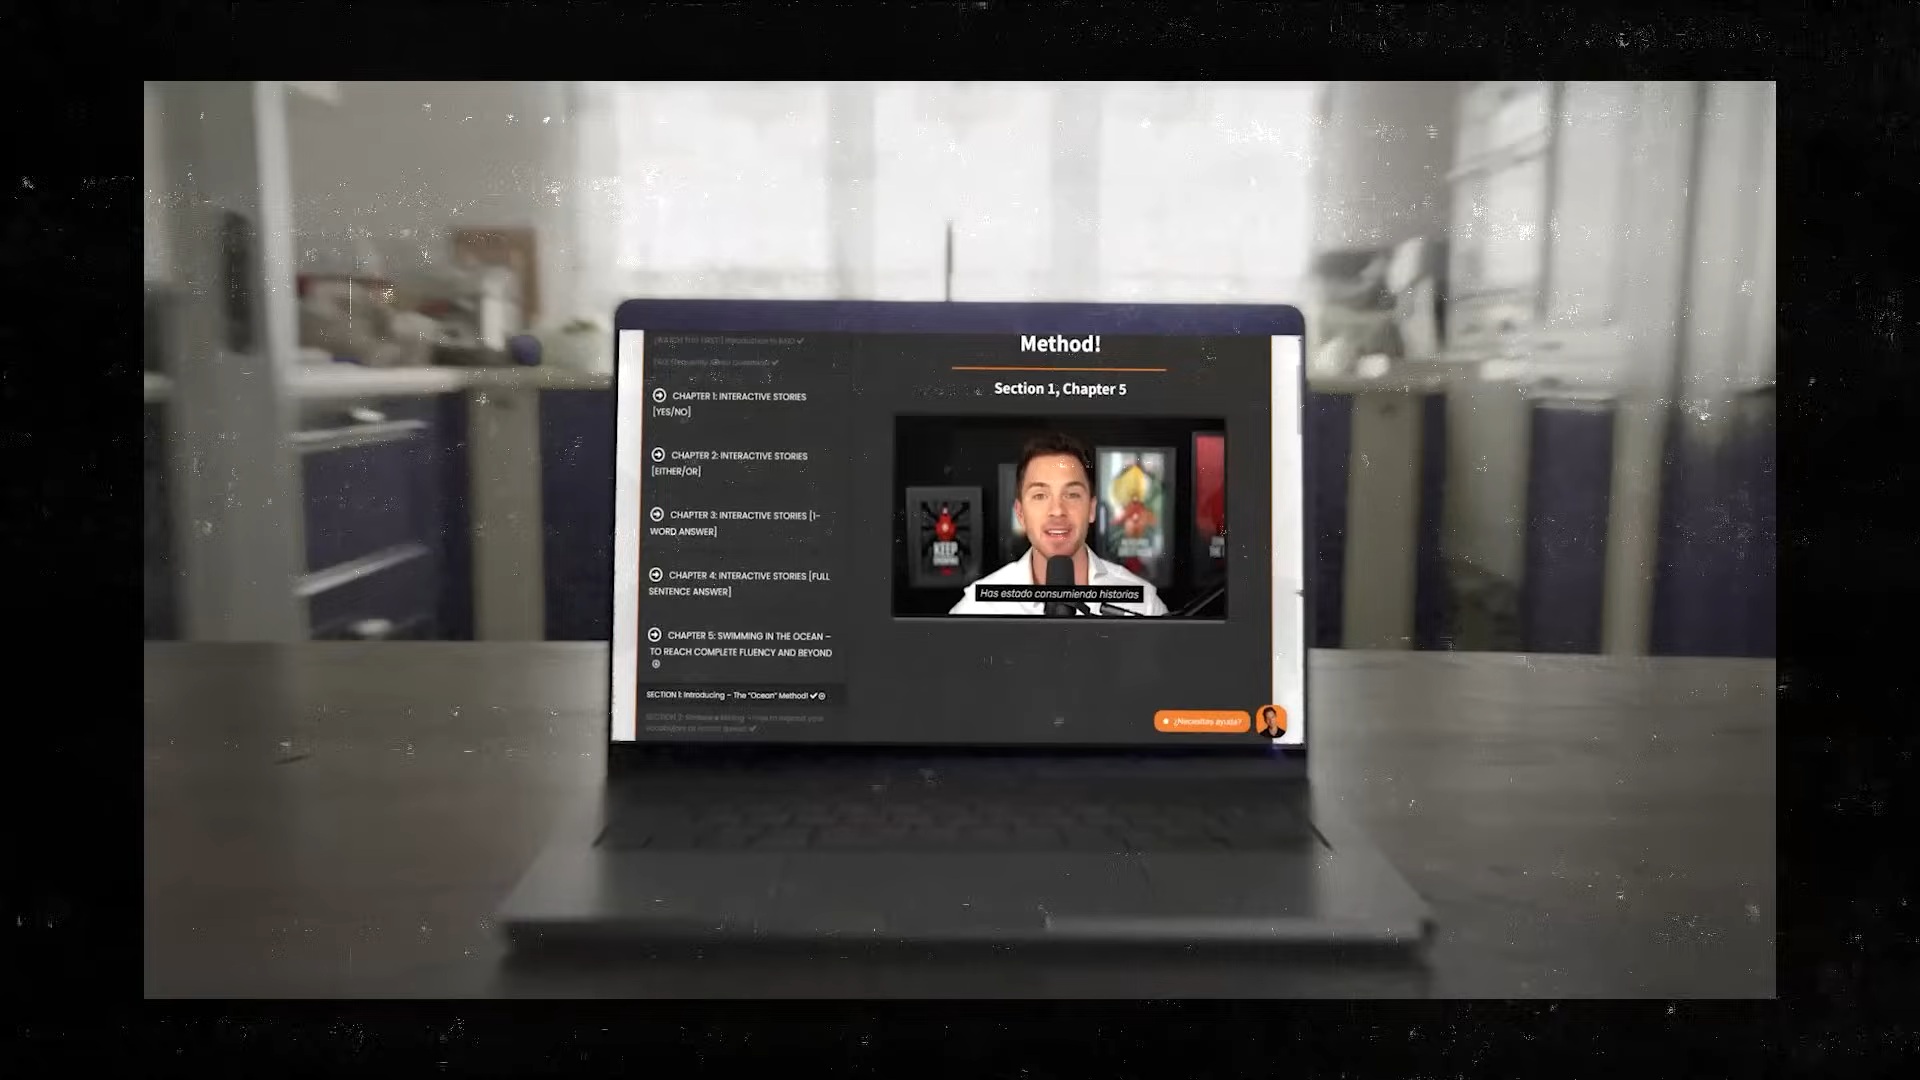 CHAPTER 1: INTERACTIVE STORIES
[YES/NO]
CHAPTER 2: INTERACTIVE STORIES
[EITHER/OR]
CHAPTER 3: INTERACTIVE STORIES [1-
WORD ANSWER]
CHAPTER 4: INTERACTIVE STORIES [FULL
SENTENCE ANSWER]
CHAPTER 5: SWIMMING IN THE OCEAN –
TO REACH COMPLETE FLUENCY AND BEYOND
SECTION 1: Introducing – The "Ocean" Method!
Method!
Section 1, Chapter 5
KEEP
Has estado consumiendo historias
¿Necesitas ayuda?